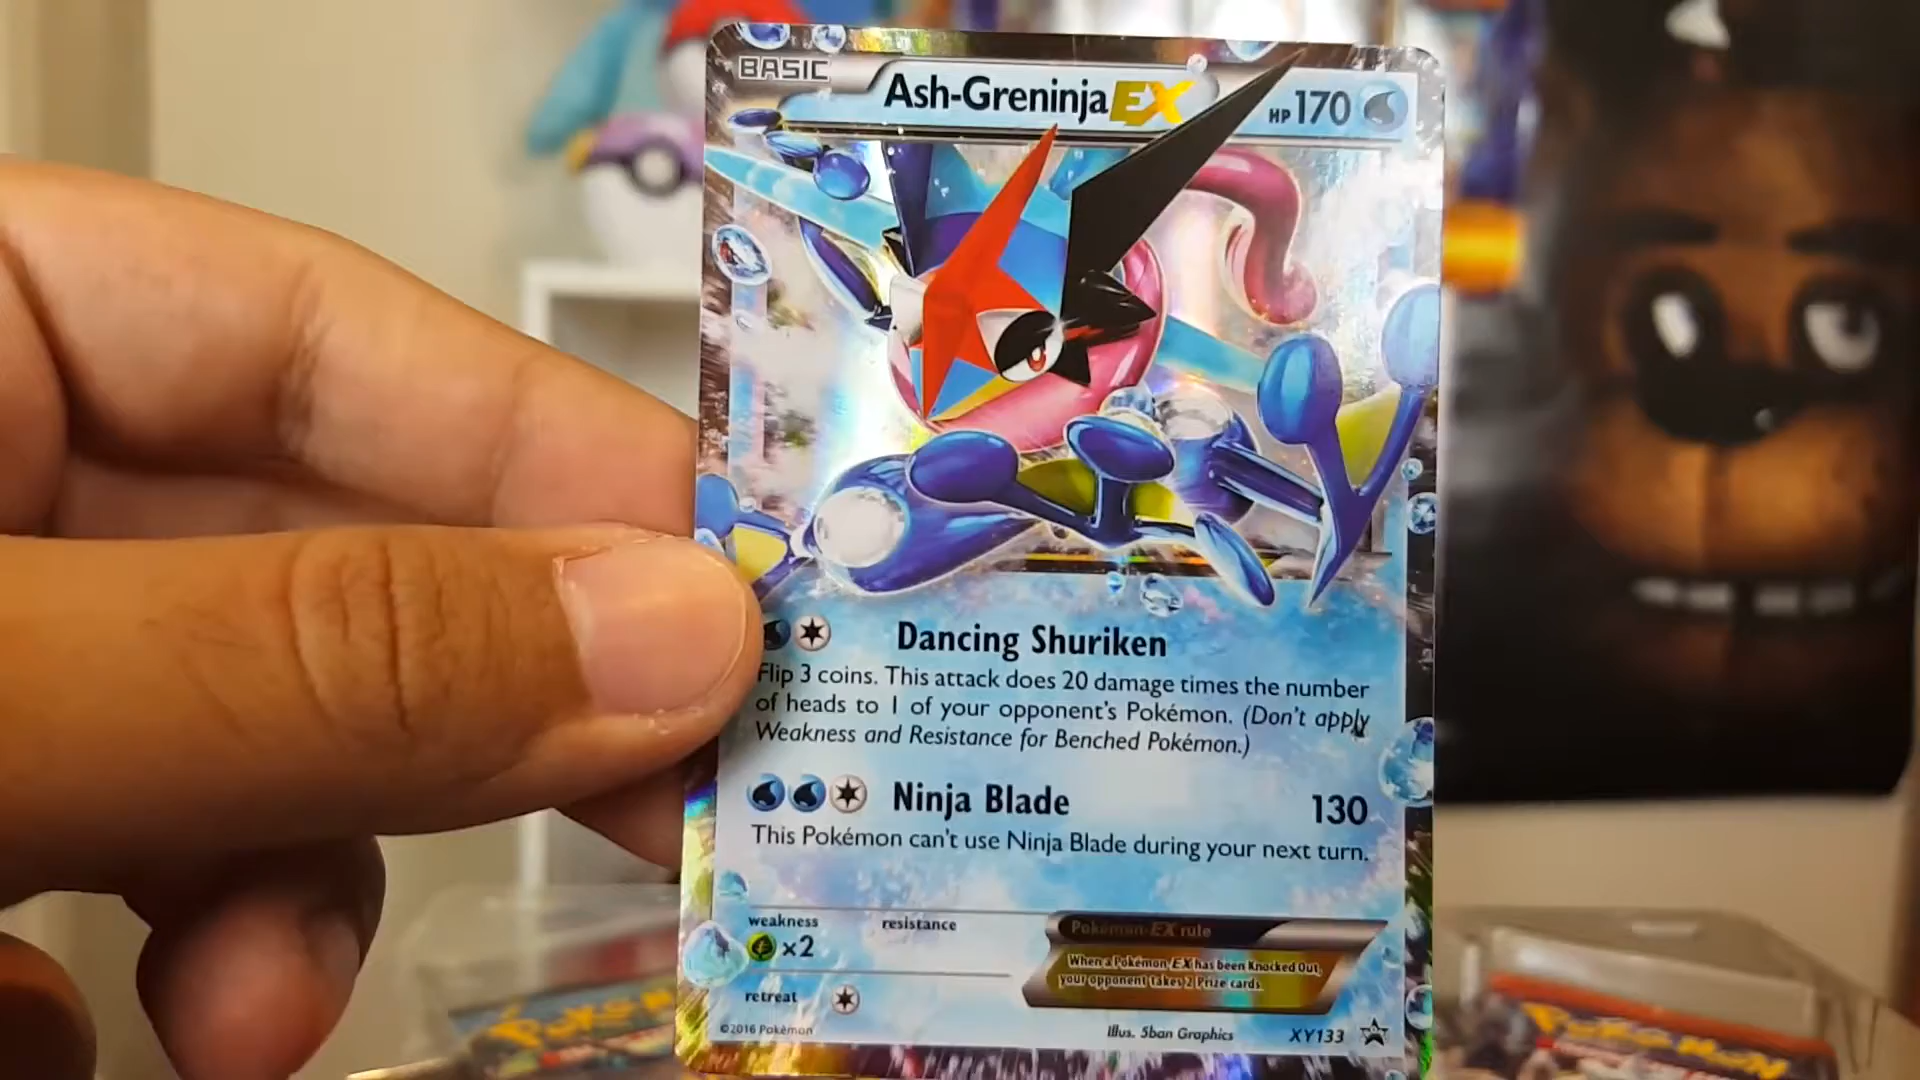 BASIC
Ash-Greninja EX
HP 170
Dancing Shuriken
Flip 3 coins. This attack does 20 damage times the number
of heads to 1 of your opponent's Pokémon. (Don't apply
Weakness and Resistance for Benched Pokémon.)
Ninja Blade 130
This Pokémon can't use Ninja Blade during your next turn.
weakness resistance
x2
Pokémon-EX rule
When a Pokémon-EX has been Knocked Out,
your opponent takes 2 Prize cards.
retreat
©2016 Pokémon
Illus. 5ban Graphics
XY133
POKéMON
POKéMON